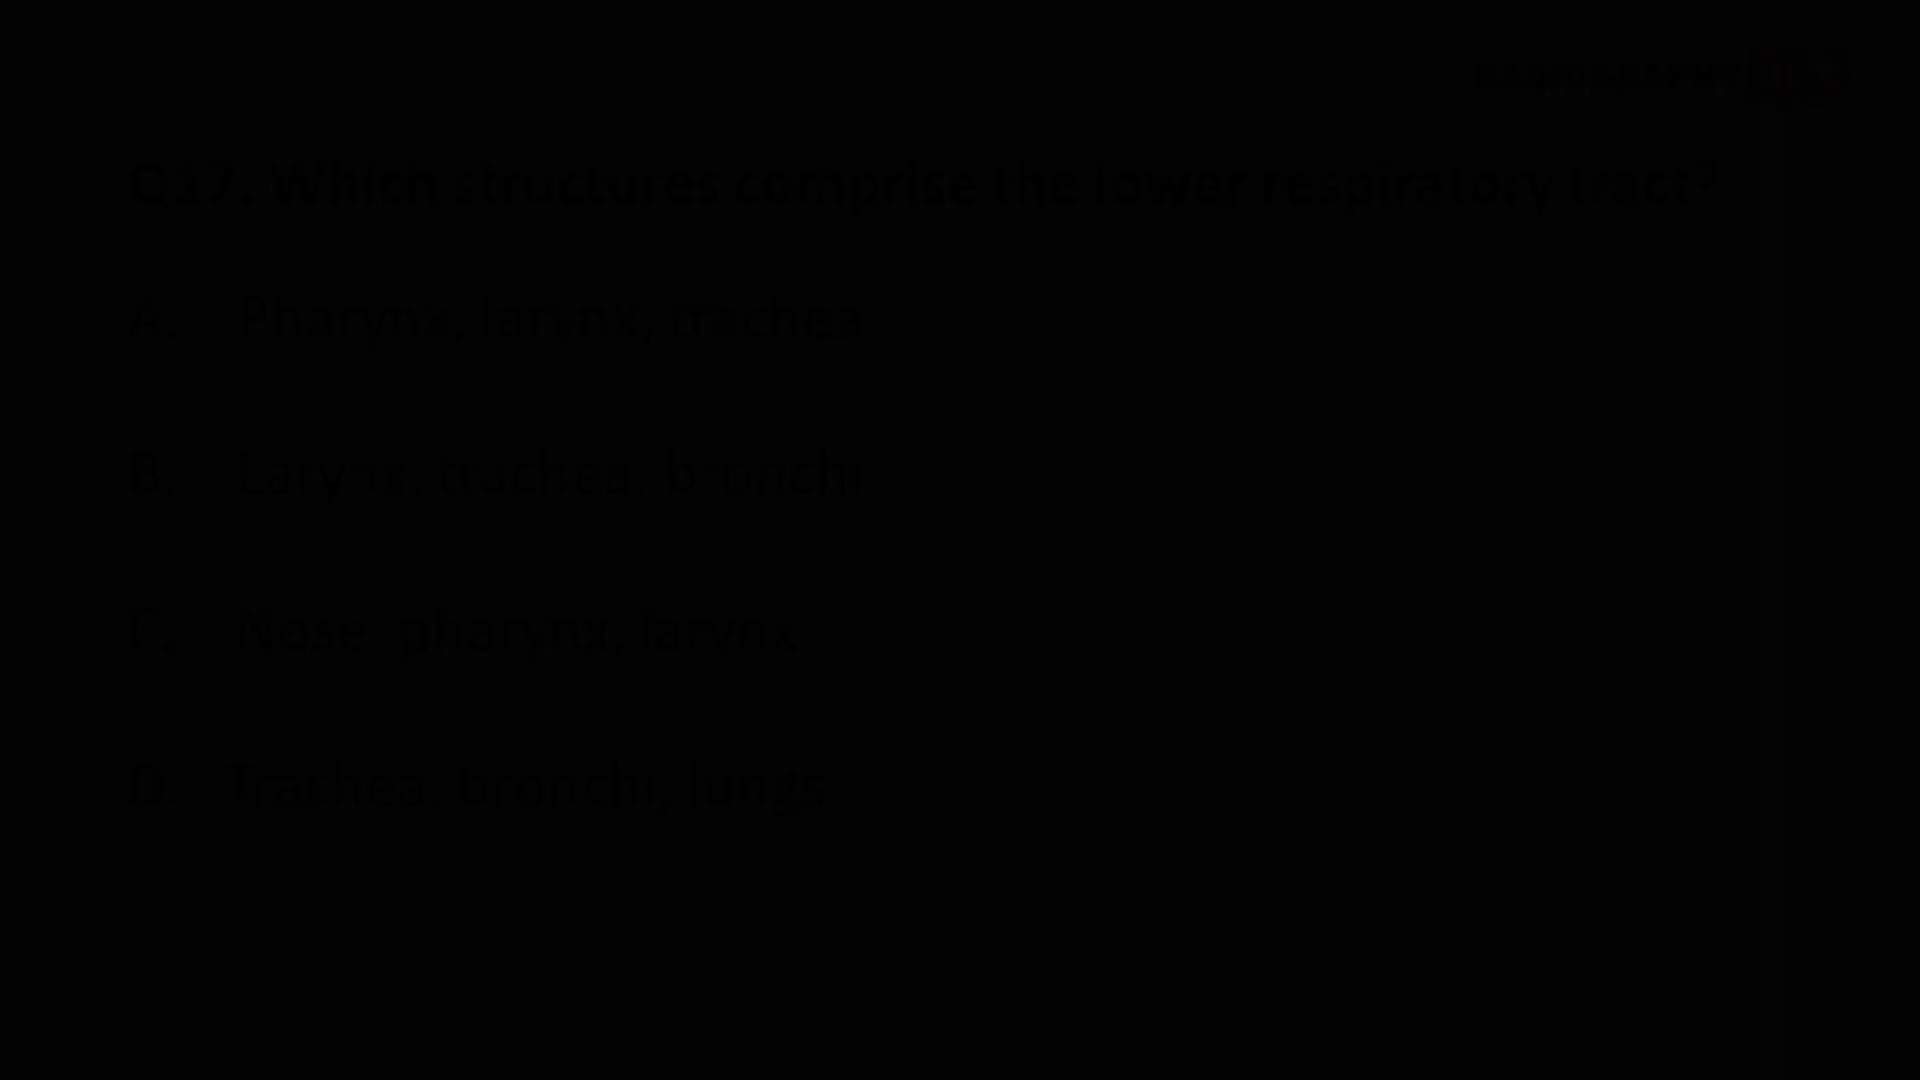 Q17. Which structures comprise the lower respiratory tract?
A. Pharynx, larynx, trachea
B. Larynx, trachea, bronchi
C. Nose, pharynx, larynx
D. Trachea, bronchi, lungs